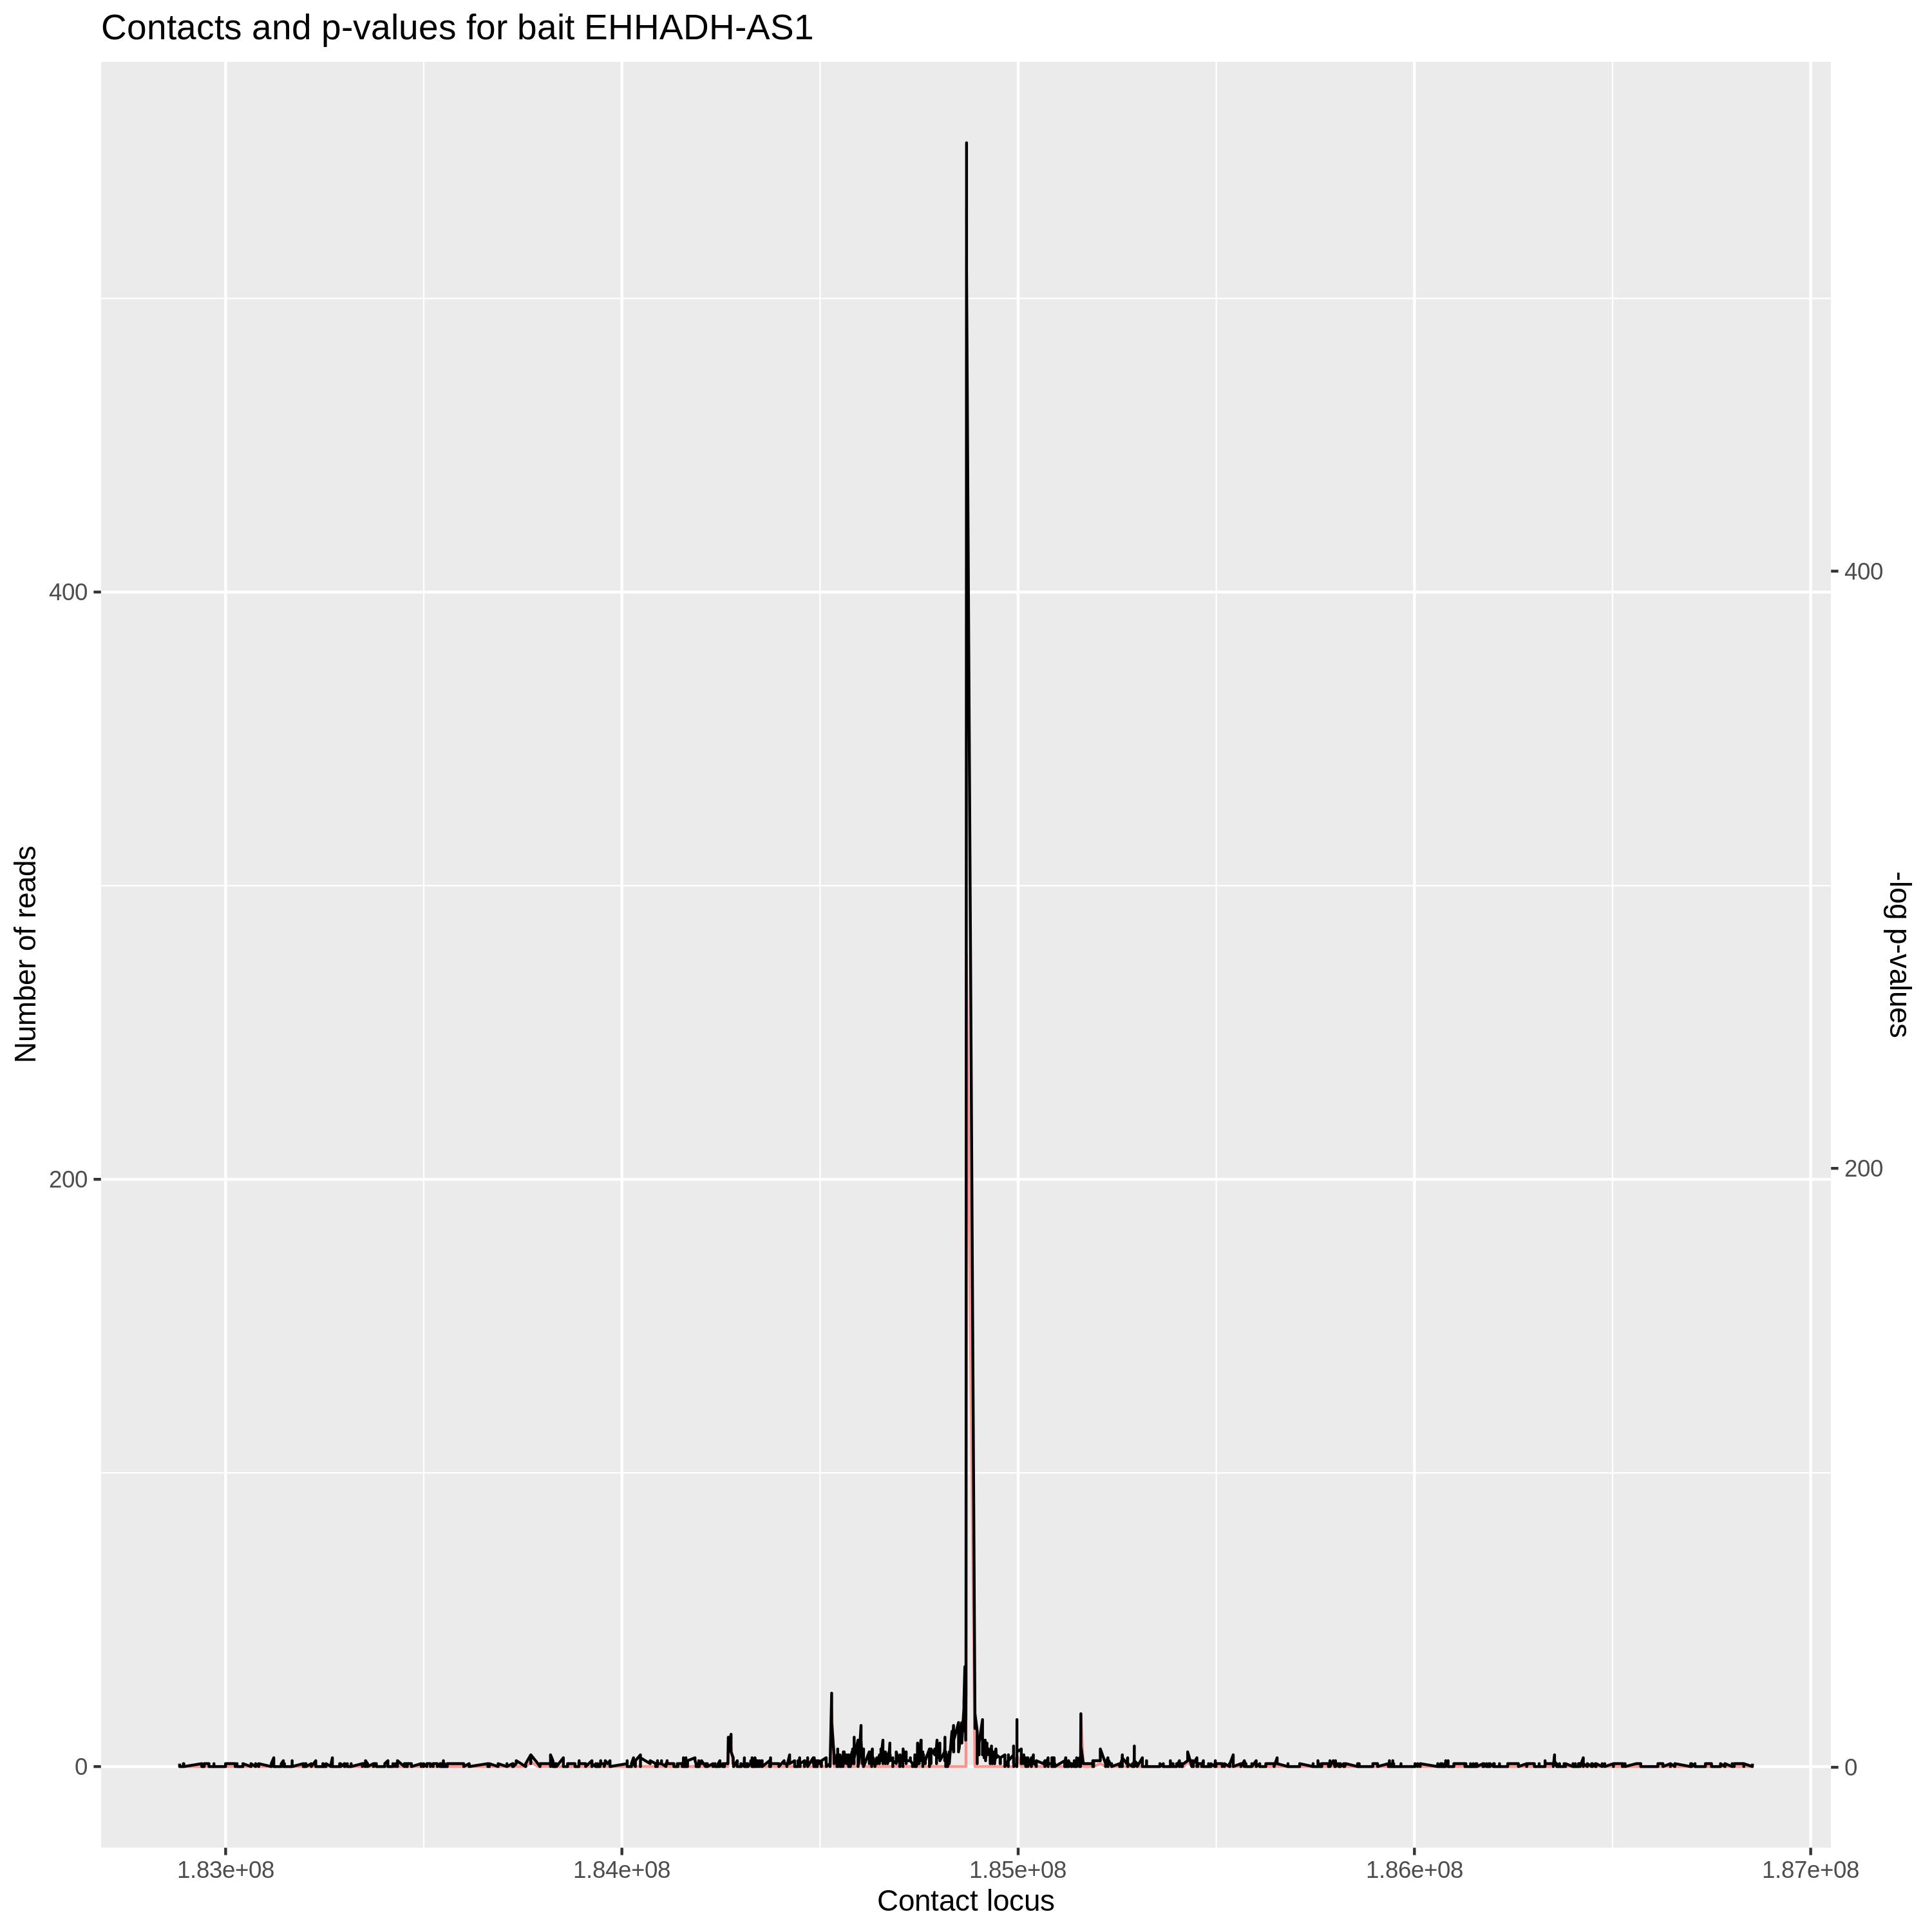 Contacts and p-values for bait EHHADH-AS1
Number of reads
400
200
0
400
200
0
-log p-values
1.83e+08 1.84e+08 1.85e+08 1.86e+08 1.87e+08
Contact locus